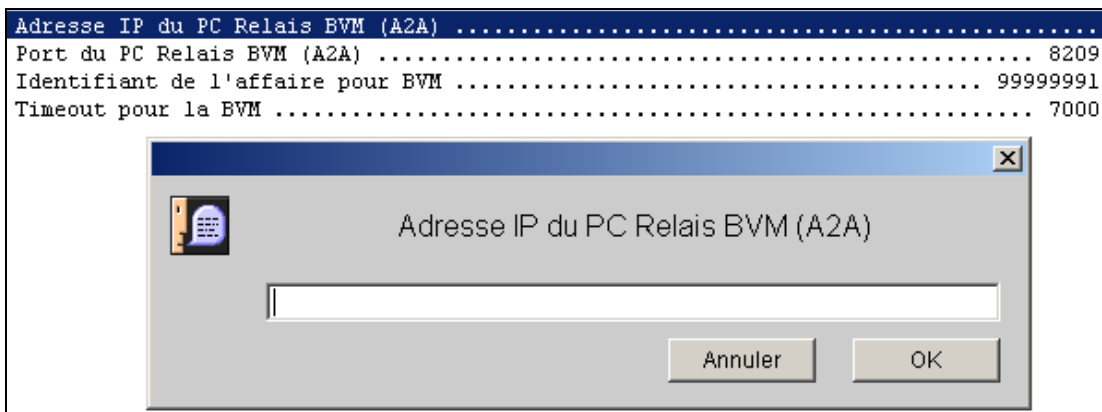 Adresse IP du PC Relais BVM (A2A) ..................................................
Port du PC Relais BVM (A2A) .................................................... 8209
Identifiant de l'affaire pour BVM ......................................... 99999991
Timeout pour la BVM ............................................................ 7000
Adresse IP du PC Relais BVM (A2A)
Annuler OK